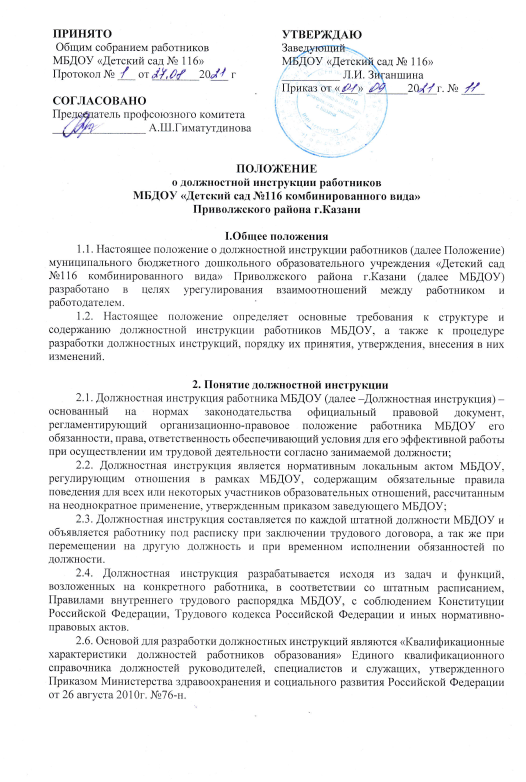 ПРИНЯТО
Общим собранием работников
МБДОУ «Детский сад № 116»
Протокол № 1 от 27.08 2021 г
СОГЛАСОВАНО
Председатель профсоюзного комитета
А.Ш.Гиматутдинова
УТВЕРЖДАЮ
Заведующий
МБДОУ «Детский сад № 116»
Л.И. Зиганшина
Приказ от «01» 09 2021 г. № 11
ПОЛОЖЕНИЕ
о должностной инструкции работников
МБДОУ «Детский сад №116 комбинированного вида»
Приволжского района г.Казани
I.Общее положения
1.1. Настоящее положение о должностной инструкции работников (далее Положение)
муниципального бюджетного дошкольного образовательного учреждения «Детский сад
№116 комбинированного вида» Приволжского района г.Казани (далее МБДОУ)
разработано в целях урегулирования взаимоотношений между работником и
работодателем.
1.2. Настоящее положение определяет основные требования к структуре и
содержанию должностной инструкции работников МБДОУ, а также к процедуре
разработки должностных инструкций, порядку их принятия, утверждения, внесения в них
изменений.
2. Понятие должностной инструкции
2.1. Должностная инструкция работника МБДОУ (далее –Должностная инструкция) –
основанный на нормах законодательства официальный правовой документ,
регламентирующий организационно-правовое положение работника МБДОУ его
обязанности, права, ответственность обеспечивающий условия для его эффективной работы
при осуществлении им трудовой деятельности согласно занимаемой должности;
2.2. Должностная инструкция является нормативным локальным актом МБДОУ,
регулирующим отношения в рамках МБДОУ, содержащим обязательные правила
поведения для всех или некоторых участников образовательных отношений, рассчитанным
на неоднократное применение, утвержденным приказом заведующего МБДОУ;
2.3. Должностная инструкция составляется по каждой штатной должности МБДОУ и
объявляется работнику под расписку при заключении трудового договора, а так же при
перемещении на другую должность и при временном исполнении обязанностей по
должности.
2.4. Должностная инструкция разрабатывается исходя из задач и функций,
возложенных на конкретного работника, в соответствии со штатным расписанием,
Правилами внутреннего трудового распорядка МБДОУ, с соблюдением Конституции
Российской Федерации, Трудового кодекса Российской Федерации и иных нормативно-
правовых актов.
2.6. Основой для разработки должностных инструкций являются «Квалификационные
характеристики должностей работников образования» Единого квалификационного
справочника должностей руководителей, специалистов и служащих, утвержденного
Приказом Министерства здравоохранения и социального развития Российской Федерации
от 26 августа 2010г. №76-н.